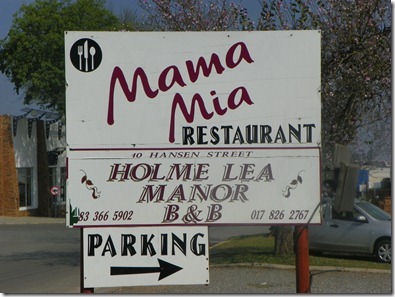 Mama
Mia
RESTAURANT
10 HANSEN STREET
HOLME LEA
MANOR
B&B
83 366 5902
017 826 2767
PARKING